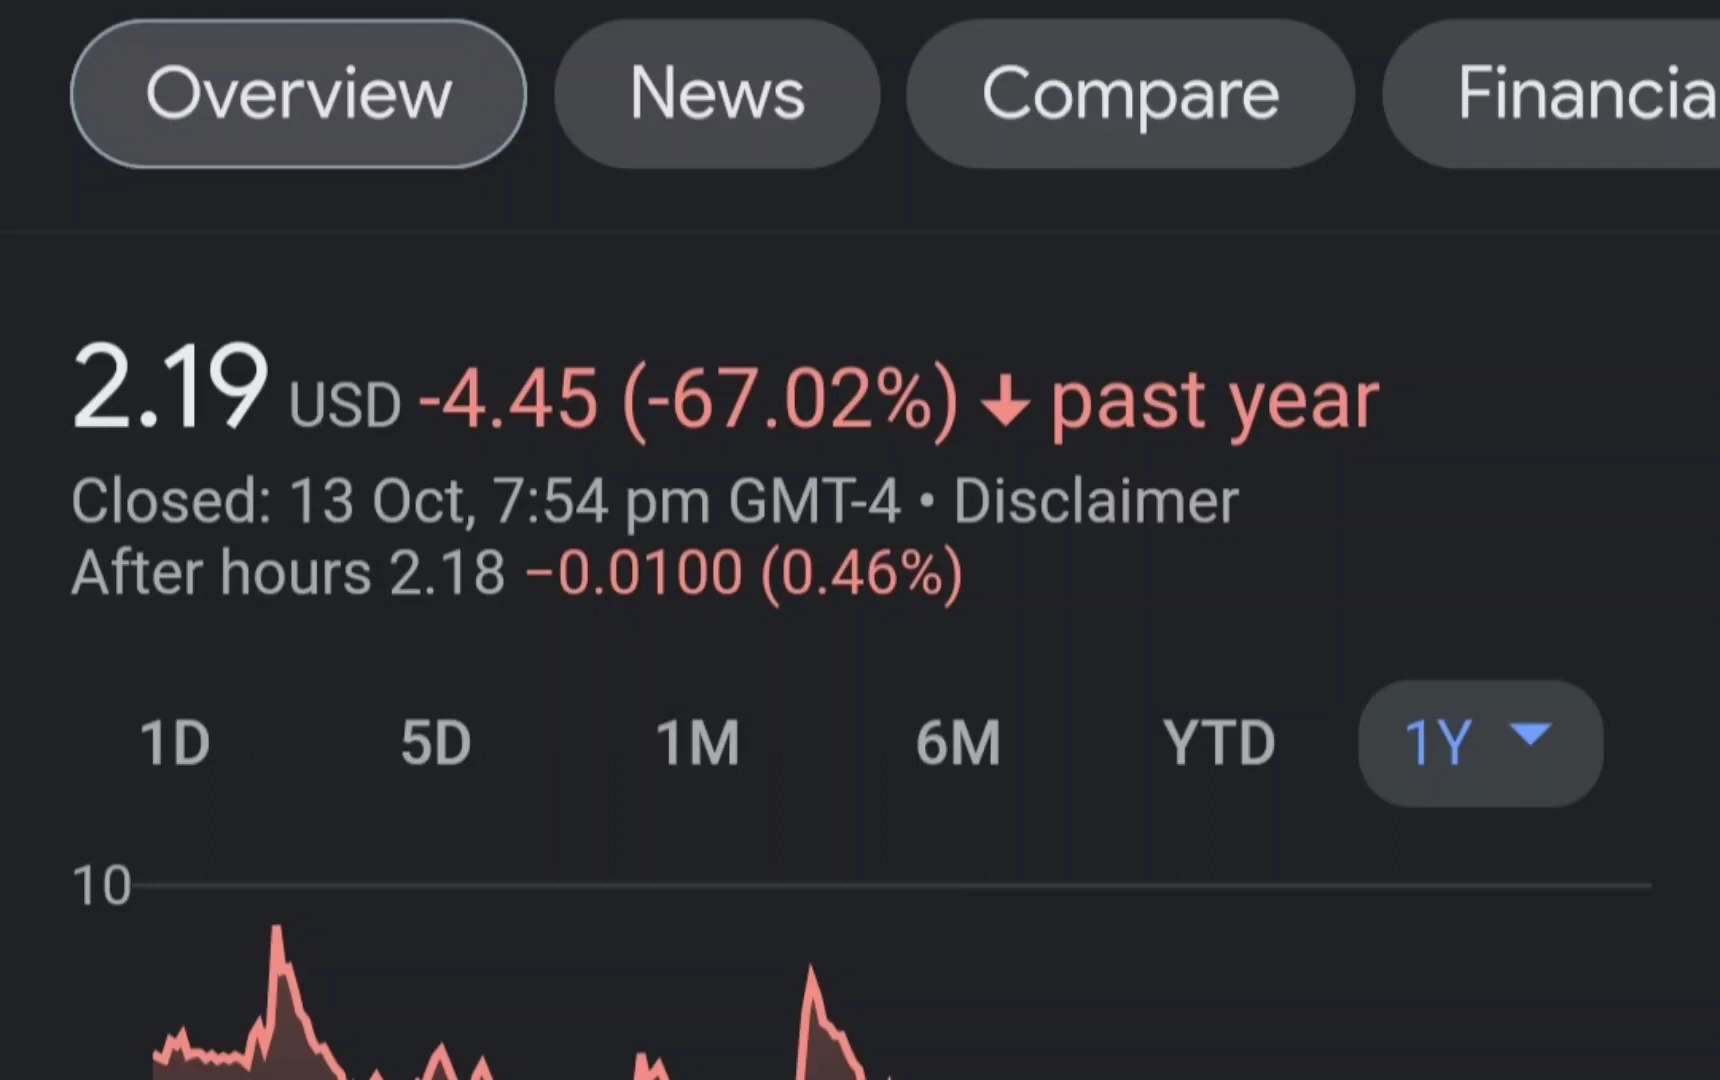 Overview News Compare Financia
2.19 USD -4.45 (-67.02%) ↓ past year
Closed: 13 Oct, 7:54 pm GMT-4 • Disclaimer
After hours 2.18 −0.0100 (0.46%)
1D 5D 1M 6M YTD 1Y
10